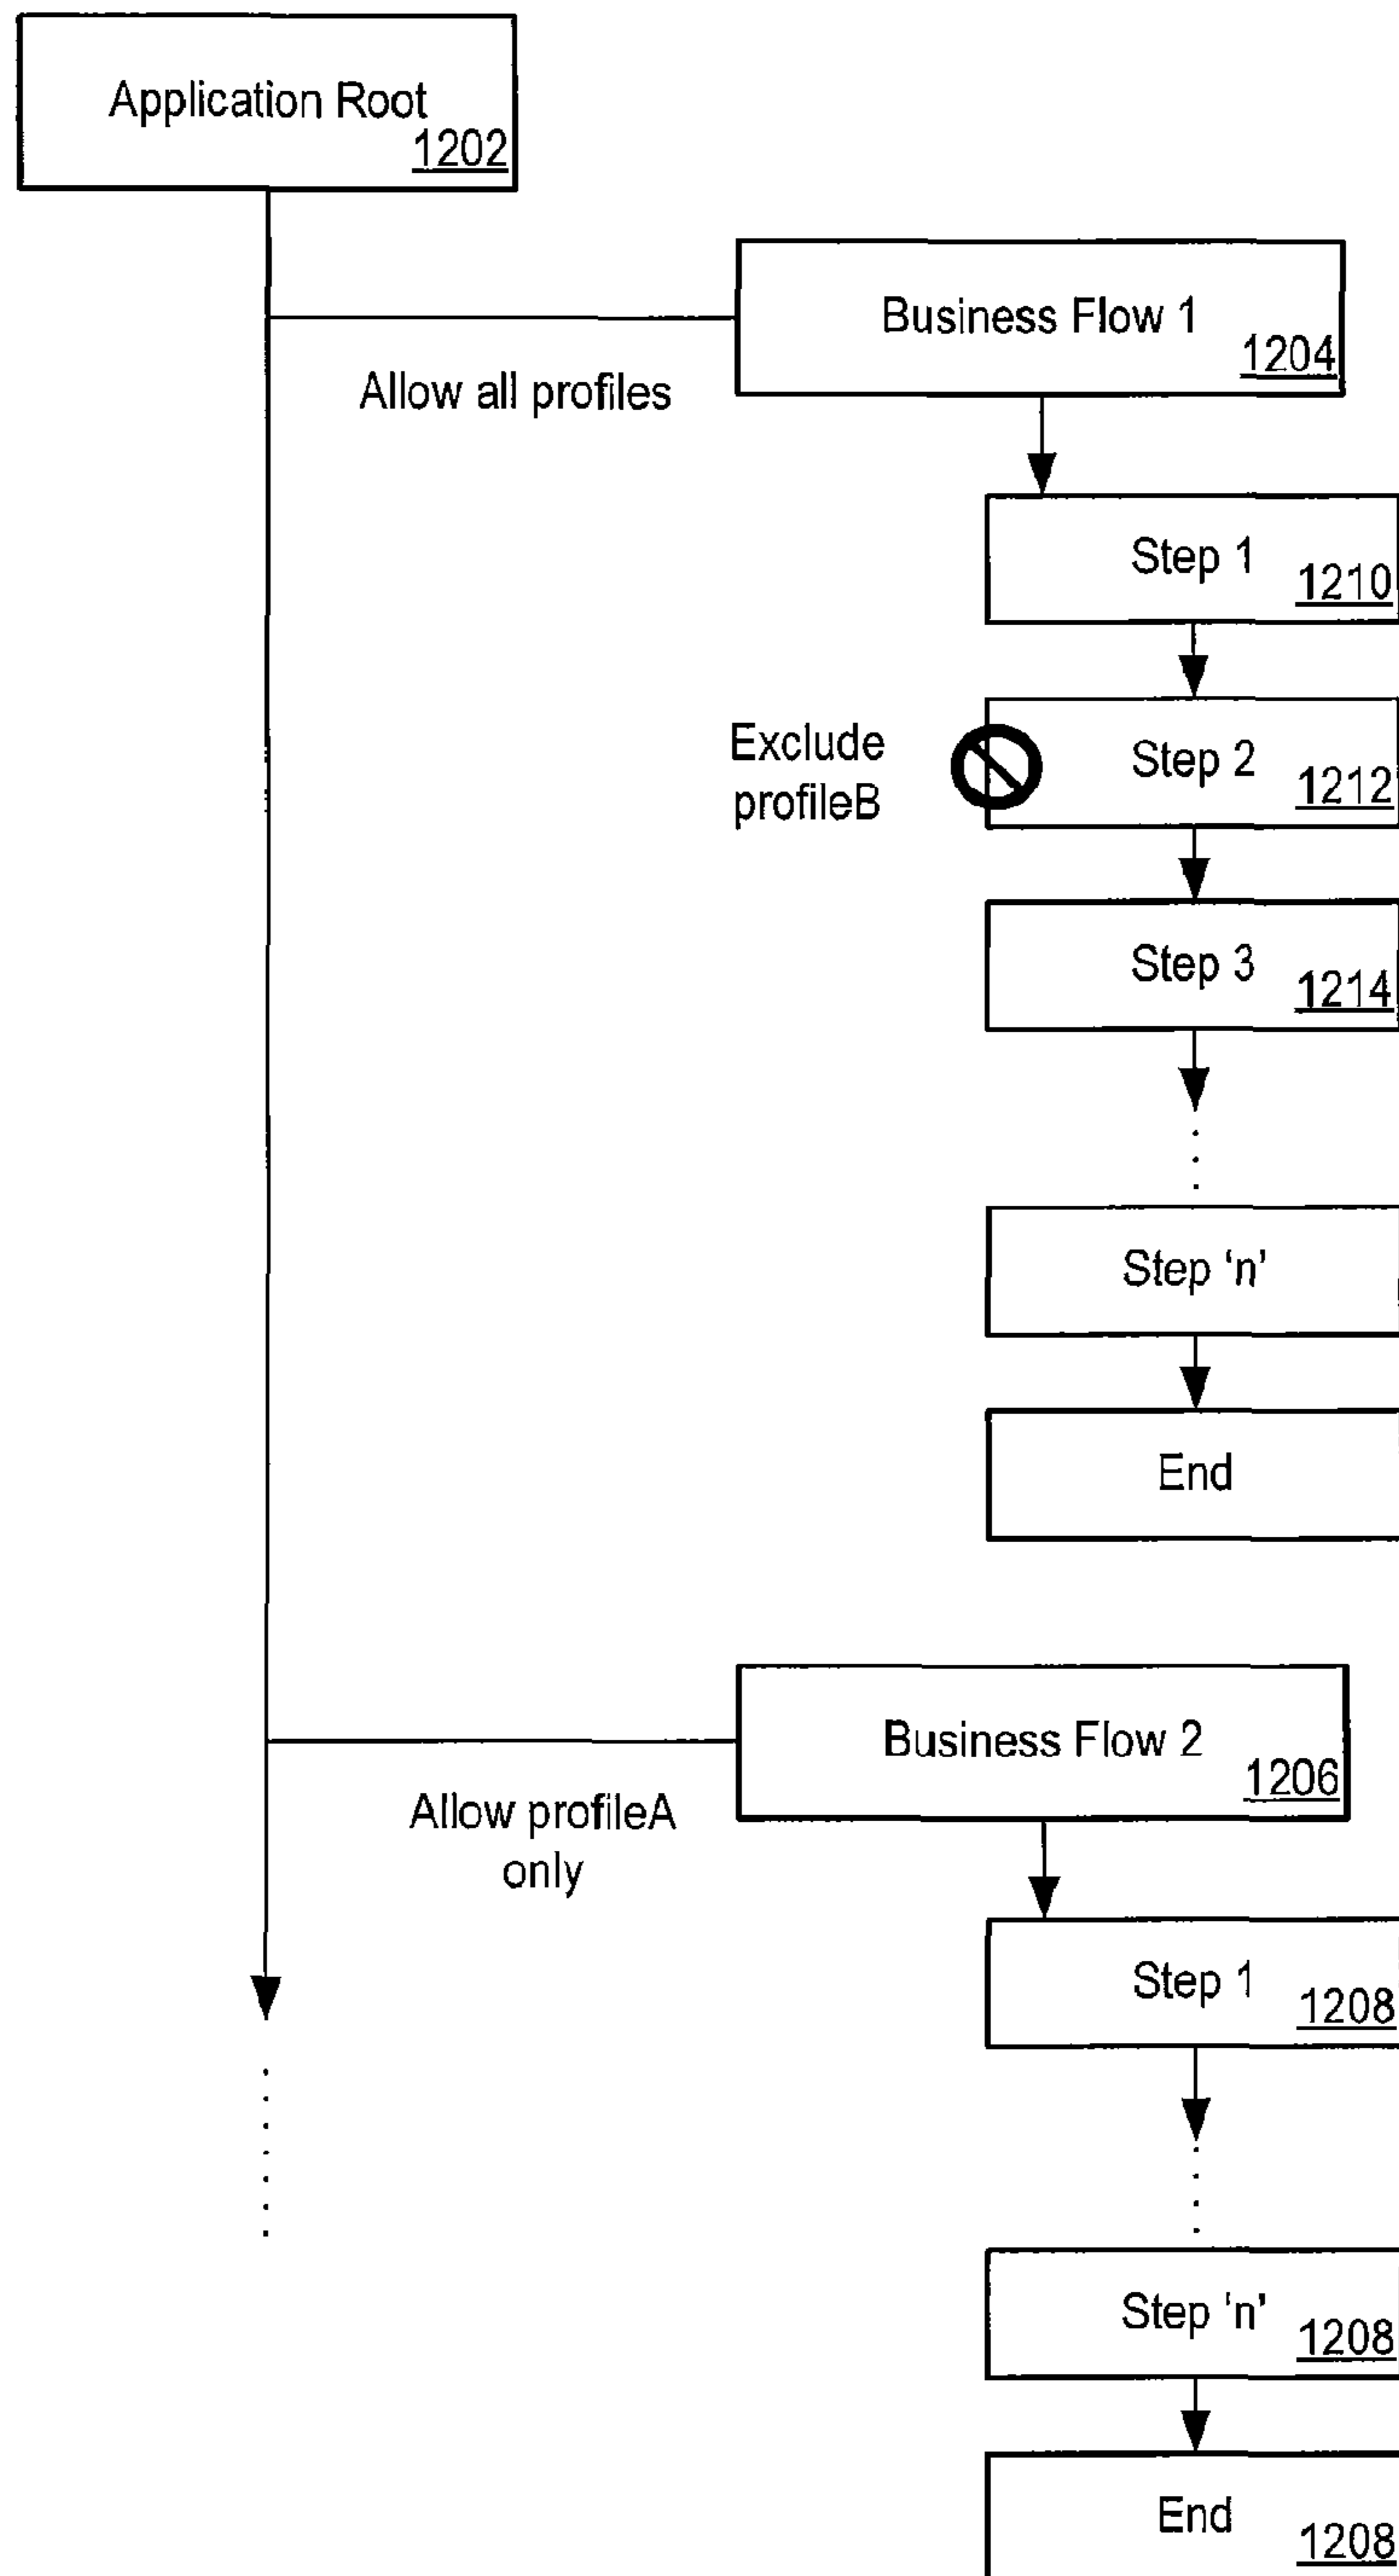 Application Root
1202
Business Flow 1
1204
Allow all profiles
Step 1
1210
Exclude
profileB
Step 2
1212
Step 3
1214
Step ‘n’
End
Business Flow 2
1206
Allow profileA
only
Step 1
1208
Step ‘n’
1208
End
1208